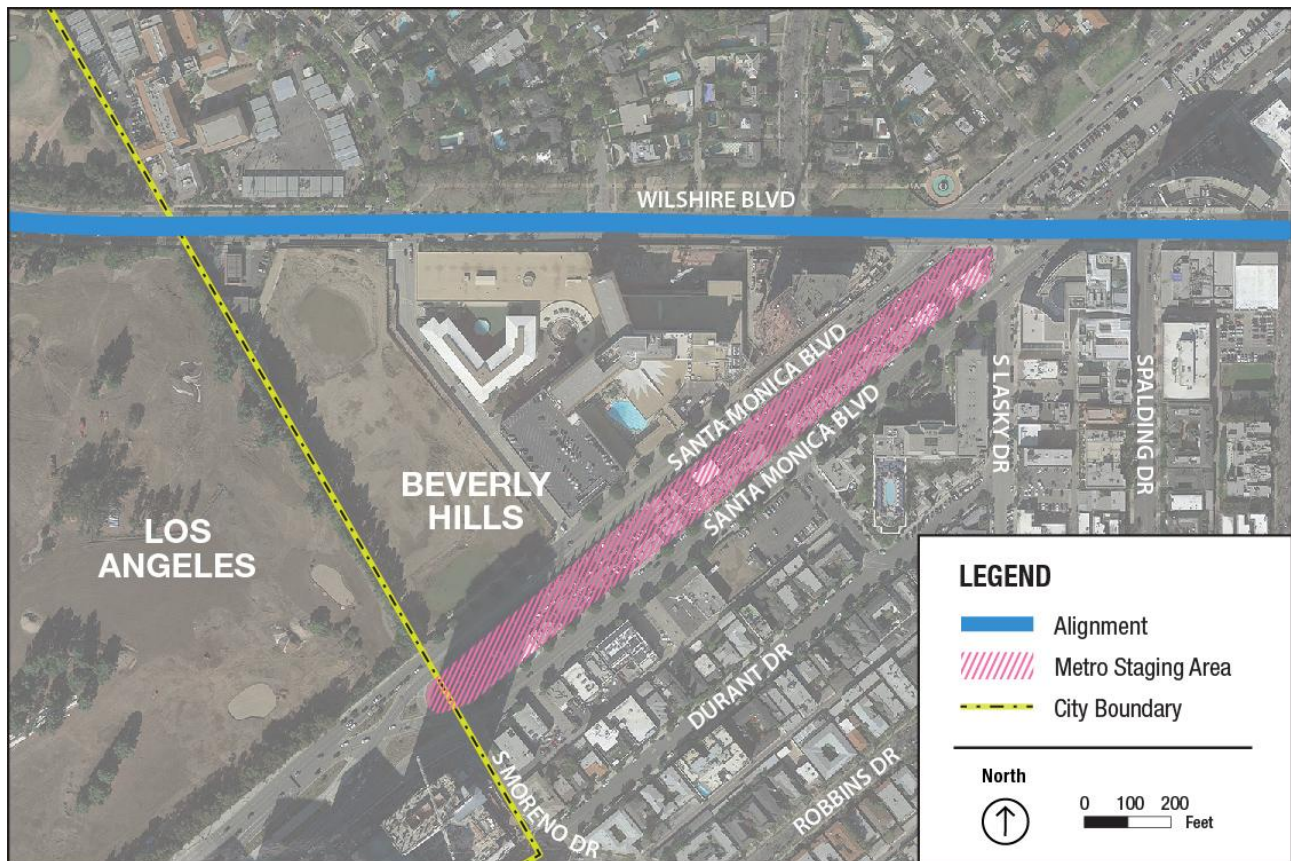 WILSHIRE BLVD
SANTA MONICA BLVD
SANTA MONICA BLVD
S LASKY DR
SPALDING DR
BEVERLY
HILLS
LOS
ANGELES
DURANT DR
S MORENO DR
ROBBINS DR
LEGEND
Alignment
Metro Staging Area
City Boundary
North
0 100 200
Feet